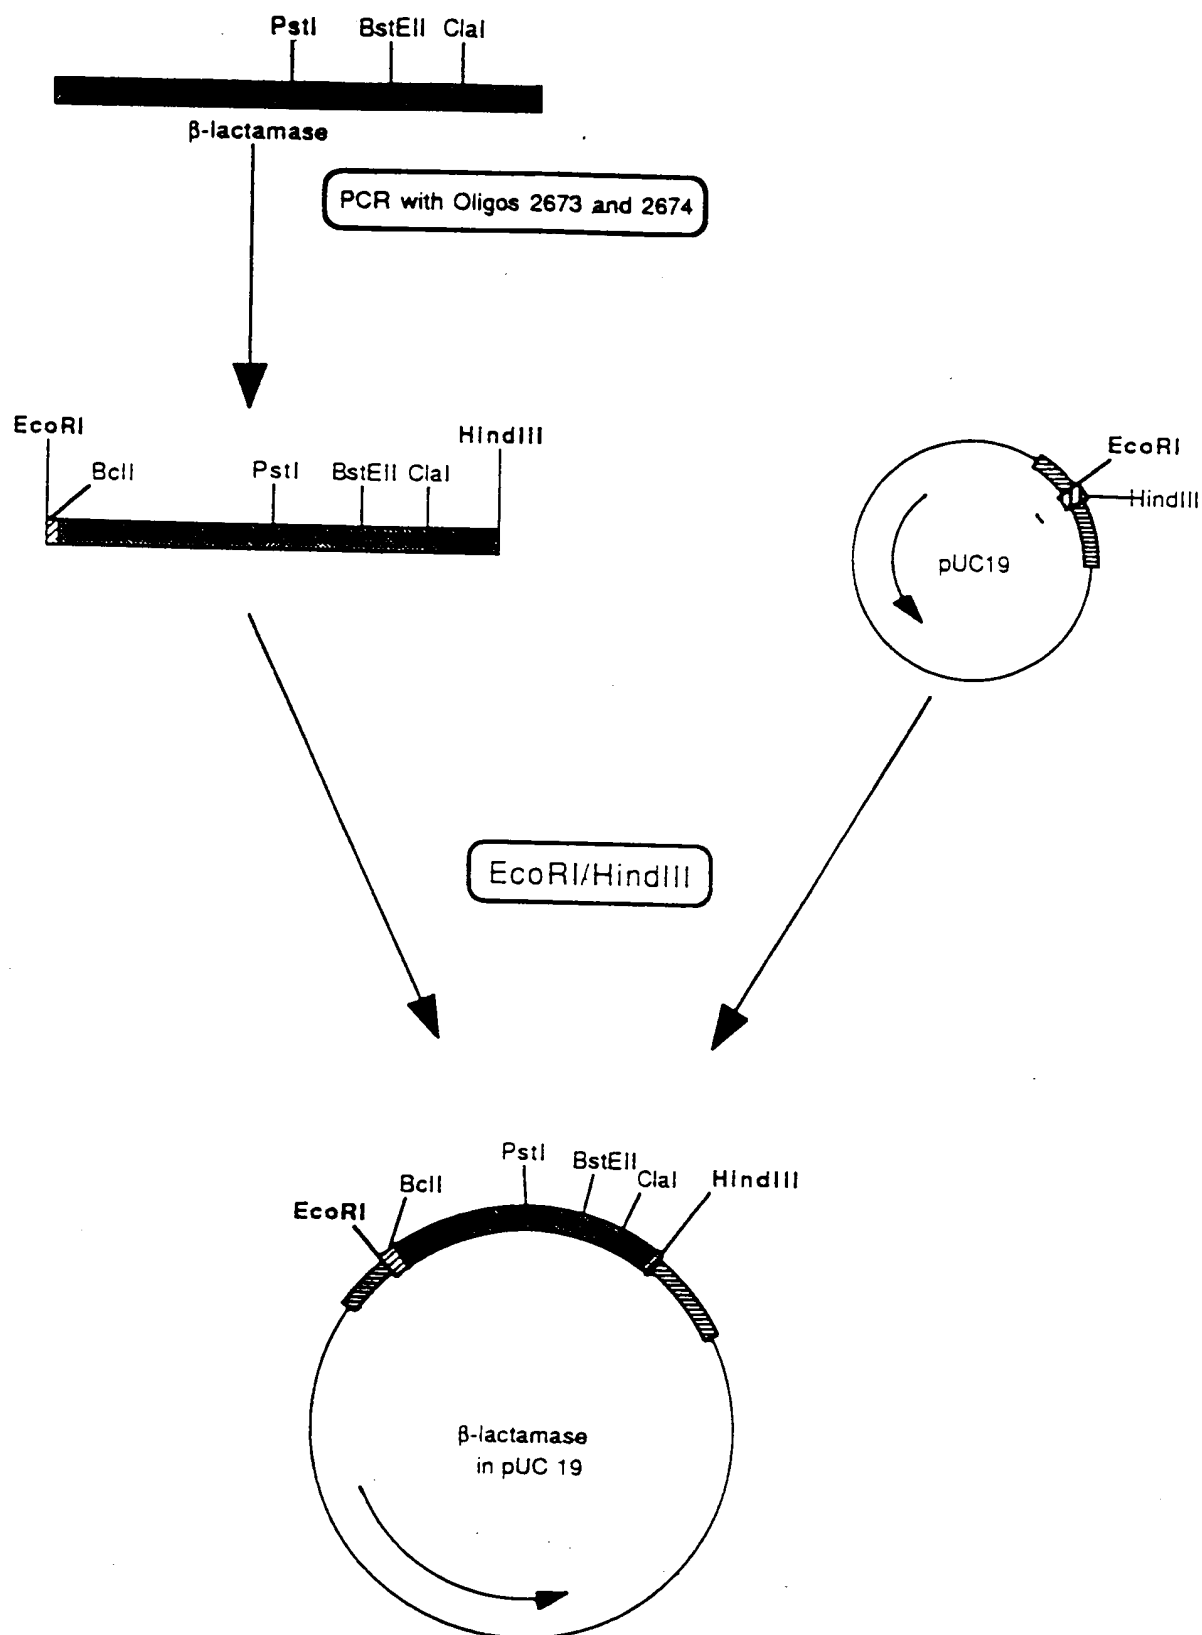 PstI BstEII ClaI
β-lactamase
PCR with Oligos 2673 and 2674
EcoRI
HindIII
BclI
PstI BstEII ClaI
EcoRI
HindIII
pUC19
EcoRI/HindIII
PstI
BstEII
ClaI
HindIII
BclI
EcoRI
β-lactamase
in pUC 19